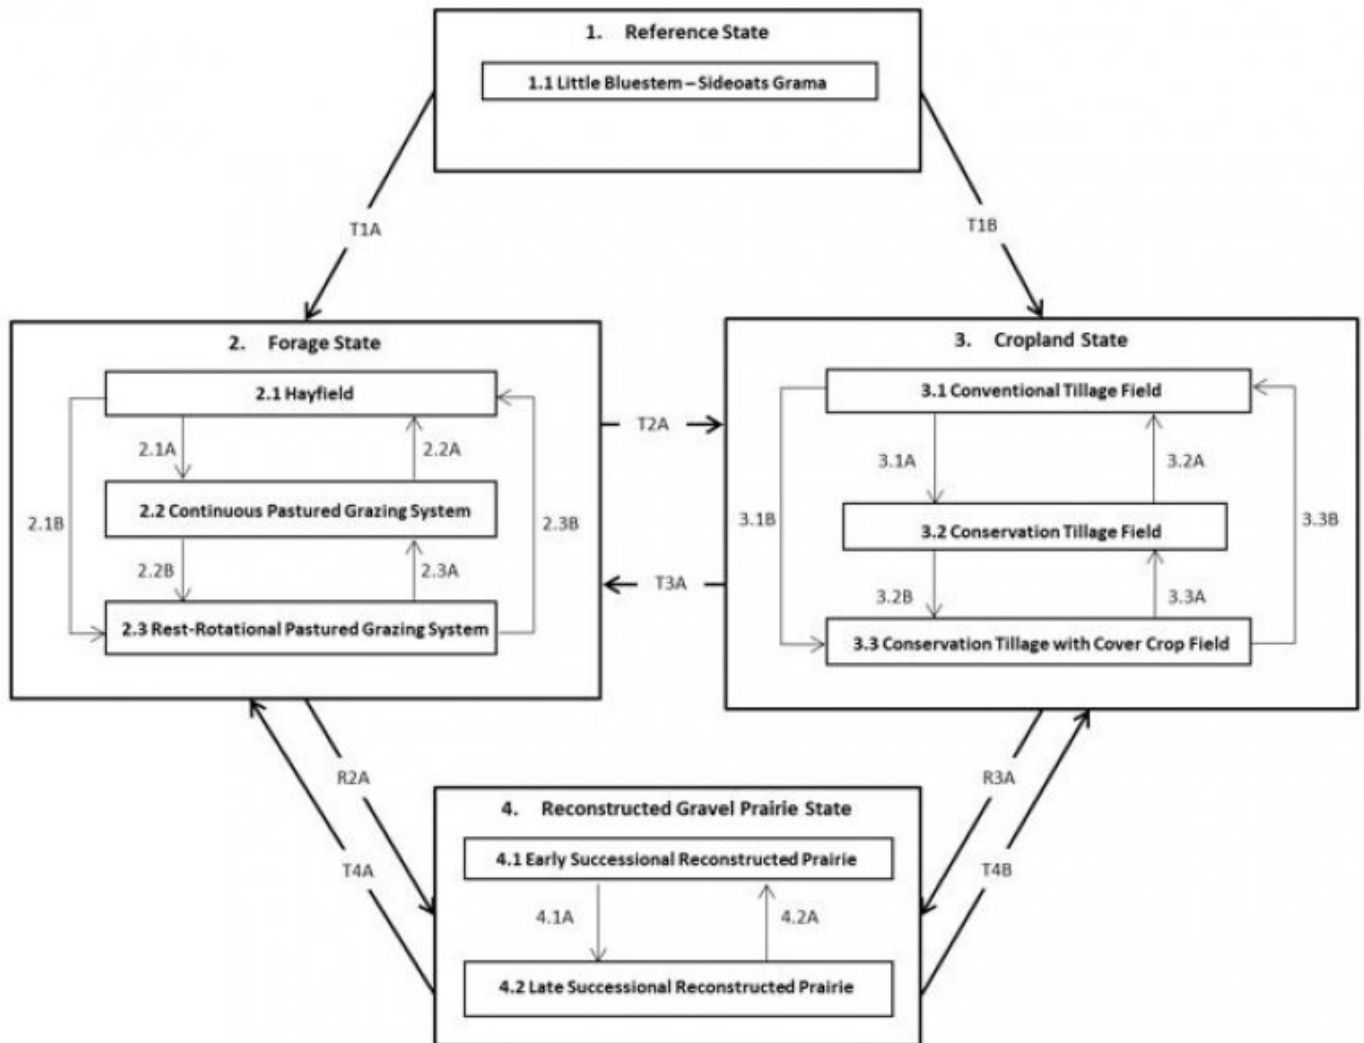 1. Reference State
1.1 Little Bluestem – Sideoats Grama
T1A
T1B
2. Forage State
2.1 Hayfield
2.1A
2.2A
2.2 Continuous Pastured Grazing System
2.1B
2.3B
2.2B
2.3A
2.3 Rest-Rotational Pastured Grazing System
T2A
T3A
3. Cropland State
3.1 Conventional Tillage Field
3.1A
3.2A
3.1B
3.3B
3.2 Conservation Tillage Field
3.2B
3.3A
3.3 Conservation Tillage with Cover Crop Field
R2A
T4A
R3A
T4B
4. Reconstructed Gravel Prairie State
4.1 Early Successional Reconstructed Prairie
4.1A
4.2A
4.2 Late Successional Reconstructed Prairie